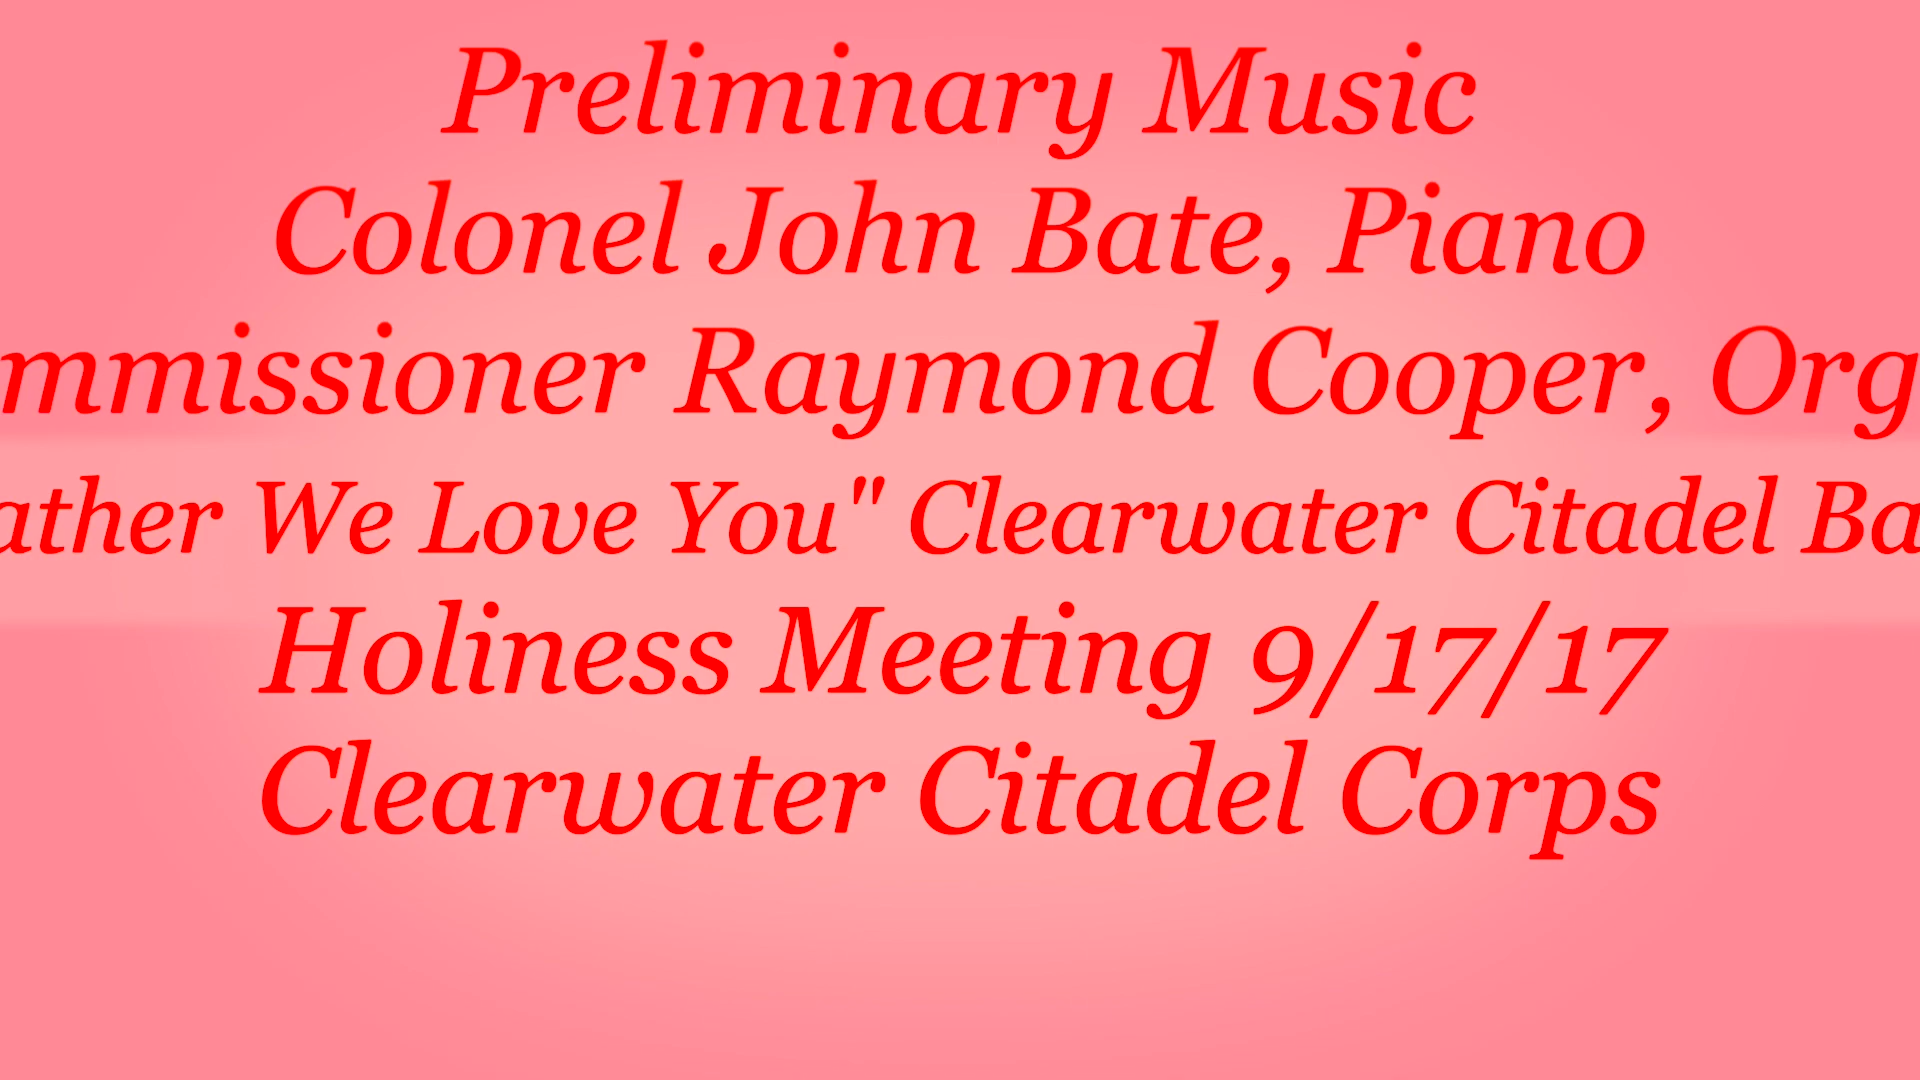 Preliminary Music
Colonel John Bate, Piano
mmissioner Raymond Cooper, Org
ather We Love You" Clearwater Citadel Ba
Holiness Meeting 9/17/17
Clearwater Citadel Corps